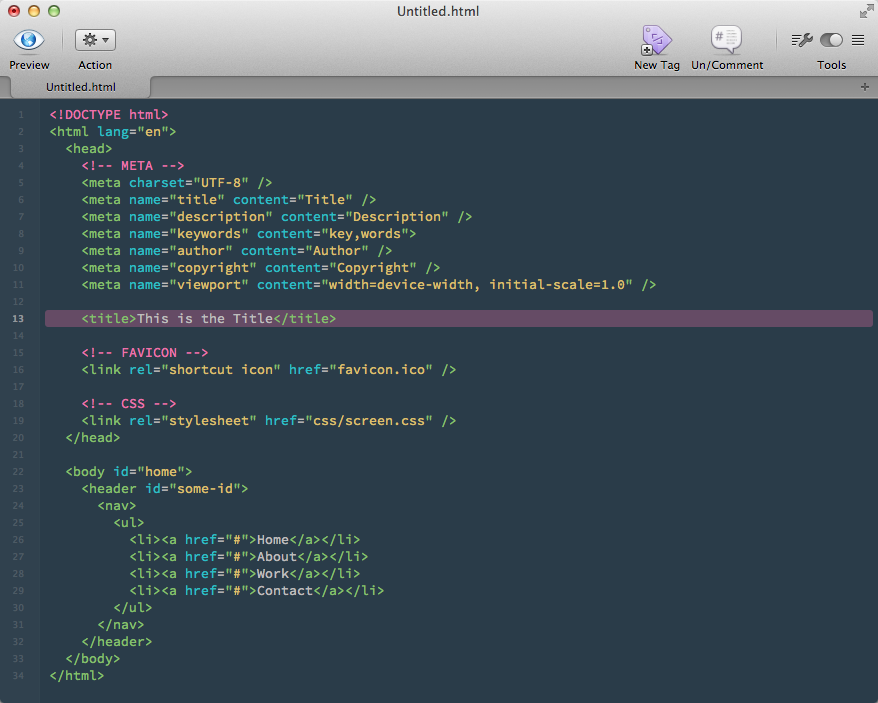 Untitled.html
Preview Action New Tag Un/Comment Tools
Untitled.html
1 <!DOCTYPE html>
2 <html lang="en">
3   <head>
4     <!-- META -->
5     <meta charset="UTF-8" />
6     <meta name="title" content="Title" />
7     <meta name="description" content="Description" />
8     <meta name="keywords" content="key,words">
9     <meta name="author" content="Author" />
10     <meta name="copyright" content="Copyright" />
11     <meta name="viewport" content="width=device-width, initial-scale=1.0" />
12
13     <title>This is the Title</title>
14
15     <!-- FAVICON -->
16     <link rel="shortcut icon" href="favicon.ico" />
17
18     <!-- CSS -->
19     <link rel="stylesheet" href="css/screen.css" />
20   </head>
21
22   <body id="home">
23     <header id="some-id">
24       <nav>
25         <ul>
26           <li><a href="#">Home</a></li>
27           <li><a href="#">About</a></li>
28           <li><a href="#">Work</a></li>
29           <li><a href="#">Contact</a></li>
30         </ul>
31       </nav>
32     </header>
33   </body>
34 </html>